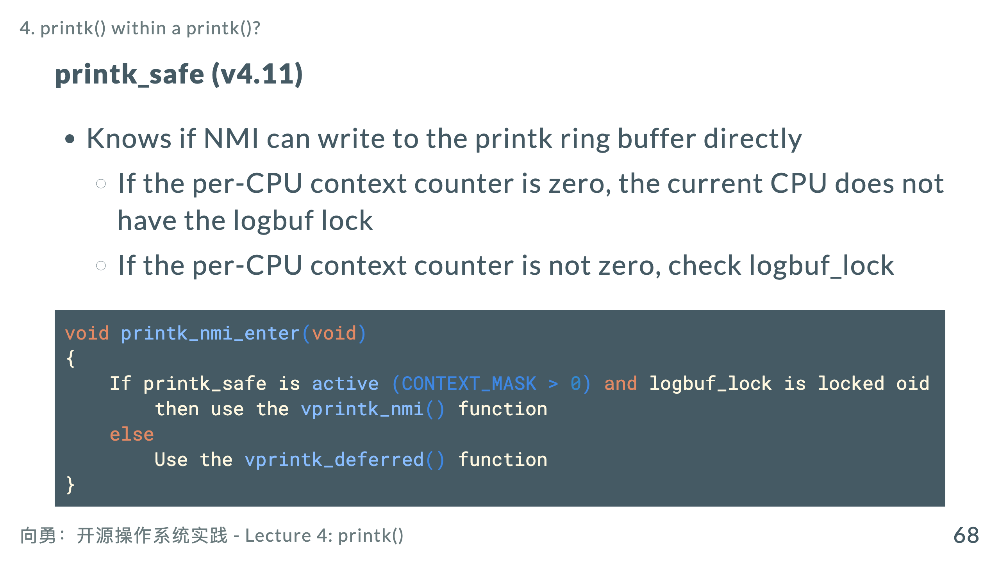 4. printk() within a printk()?
printk_safe (v4.11)
• Knows if NMI can write to the printk ring buffer directly
○ If the per-CPU context counter is zero, the current CPU does not
have the logbuf lock
○ If the per-CPU context counter is not zero, check logbuf_lock
void printk_nmi_enter(void)
{
    If printk_safe is active (CONTEXT_MASK > 0) and logbuf_lock is locked oid
        then use the vprintk_nmi() function
    else
        Use the vprintk_deferred() function
}
向勇：开源操作系统实践 - Lecture 4: printk()
68